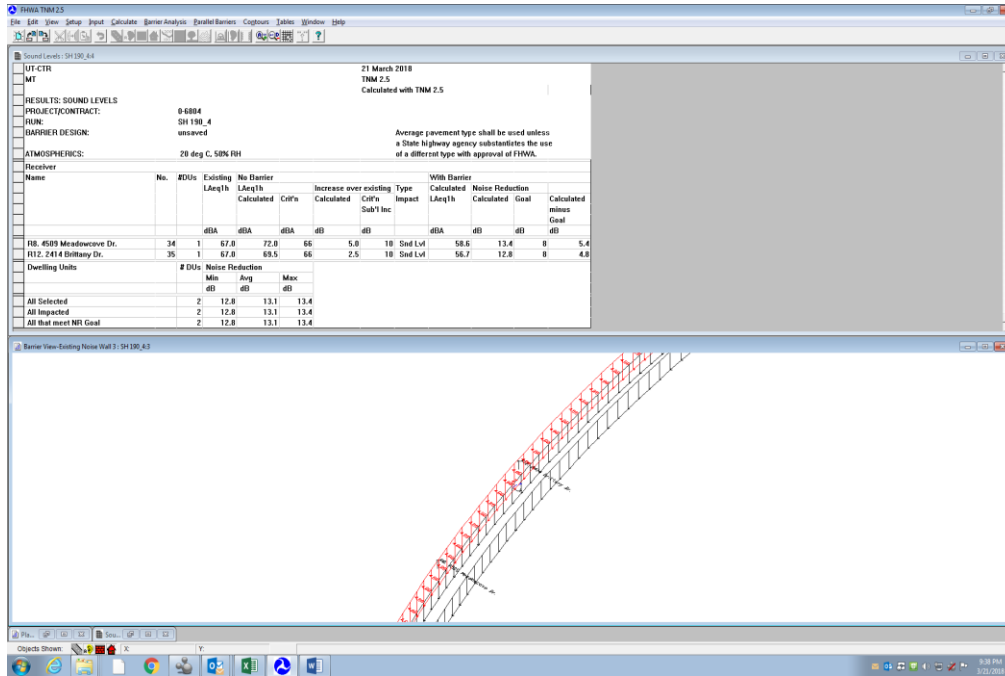 FHWA TNM 2.5
File Edit View Setup Input Calculate Barrier Analysis Parallel Barriers Contours Tables Window Help
Sound Levels : SH 190_4:4
UT-CTR 21 March 2018
MT TNM 2.5
Calculated with TNM 2.5
RESULTS: SOUND LEVELS
PROJECT/CONTRACT: 0-6804
RUN: SH 190_4
BARRIER DESIGN: unsaved Average pavement type shall be used unless
a State highway agency substantiates the use
ATMOSPHERICS: 20 deg C, 50% RH of a different type with approval of FHWA.
Receiver
Name No. #DUs Existing No Barrier With Barrier
LAeq1h LAeq1h Increase over existing Type Calculated Noise Reduction
Calculated Crit'n Calculated Crit'n Impact LAeq1h Calculated Goal Calculated
Sub'l Inc minus
Goal
dBA dBA dBA dB dB dBA dB dB dB
R8. 4509 Meadowcove Dr. 34 1 67.0 72.0 66 5.0 10 Snd Lvl 58.6 13.4 8 5.4
R12. 2414 Brittany Dr. 35 1 67.0 69.5 66 2.5 10 Snd Lvl 56.7 12.8 8 4.8
Dwelling Units # DUs Noise Reduction
Min Avg Max
dB dB dB
All Selected 2 12.8 13.1 13.4
All Impacted 2 12.8 13.1 13.4
All that meet NR Goal 2 12.8 13.1 13.4
Barrier View-Existing Noise Wall 3 : SH 190_4:3
Pla... Sou...
Objects Shown: X: Y:
9:38 PM
5/21/2018